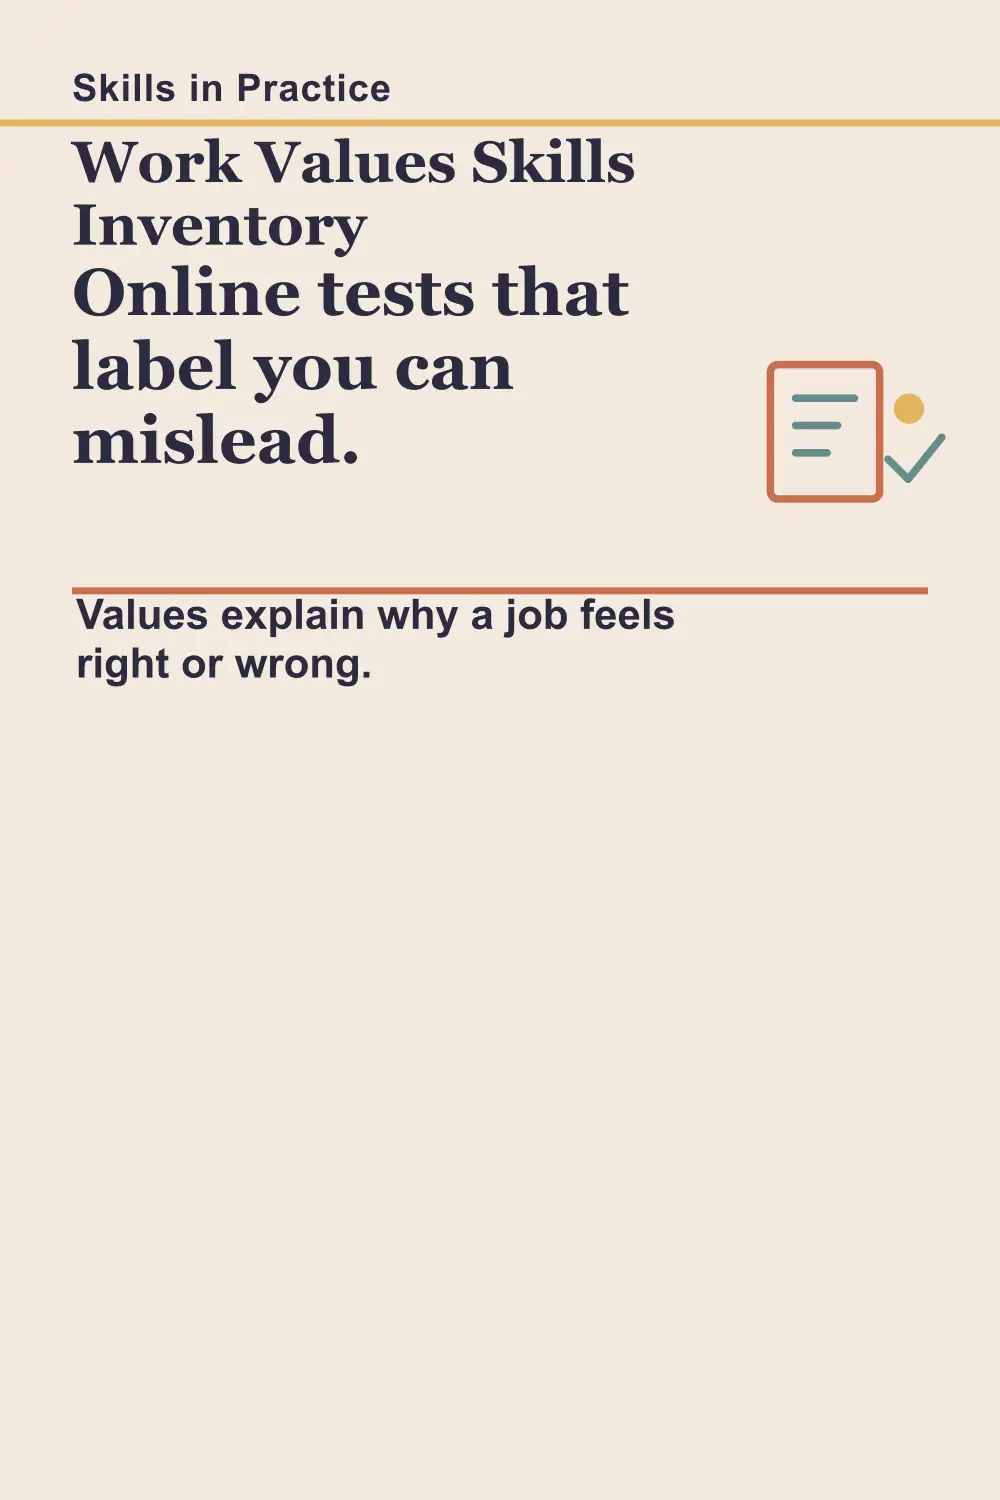 Skills in Practice
Work Values Skills
Inventory
Online tests that
label you can
mislead.
Values explain why a job feels
right or wrong.